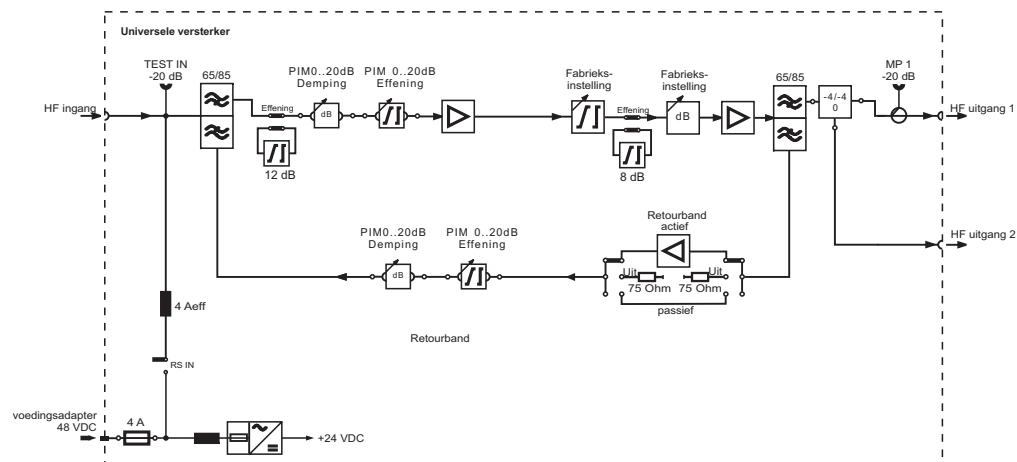 Universele versterker
TEST IN
-20 dB
65/85
PIM0..20dB
Demping
PIM 0..20dB
Effening
Fabrieks-
instelling
Fabrieks-
instelling
65/85
MP 1
-20 dB
HF ingang
Effening
dB
Effening
dB
-4/-4
0
HF uitgang 1
12 dB
8 dB
PIM0..20dB
Demping
PIM 0..20dB
Effening
Retourband
actief
HF uitgang 2
dB
Uit
Uit
75 Ohm
75 Ohm
passief
4 Aeff
Retourband
RS IN
voedingsadapter
48 VDC
4 A
+24 VDC